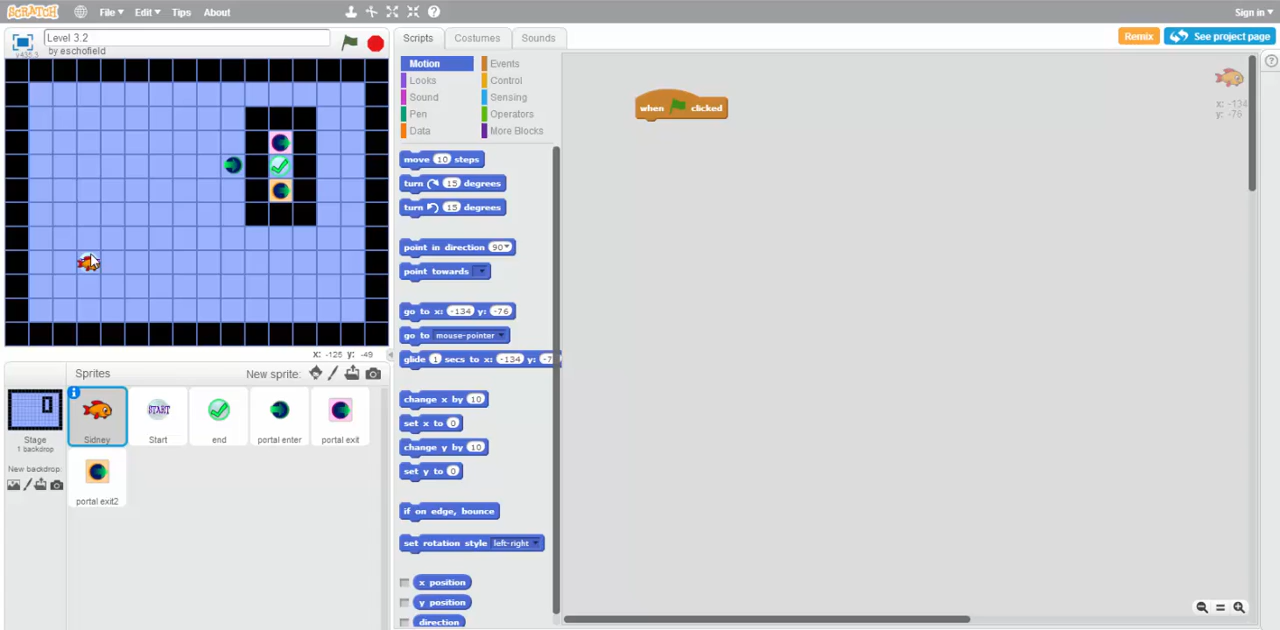 SCRATCH File Edit Tips About Sign in
Level 3.2
by eschofield
Scripts Costumes Sounds Remix See project page
Motion Events
Looks Control
Sound Sensing
Pen Operators
Data More Blocks
move 10 steps
turn 15 degrees
turn 15 degrees
point in direction 90
point towards
go to x: -134 y: -76
go to mouse-pointer
glide 1 secs to x: -134 y: -7
change x by 10
set x to 0
change y by 10
set y to 0
if on edge, bounce
set rotation style left-right
x position
y position
direction
when clicked
x: -134
y: -76
x: -125 y: -49
Sprites New sprite:
Stage
1 backdrop
New backdrop:
Sidney
START
Start
end
portal enter
portal exit
portal exit2